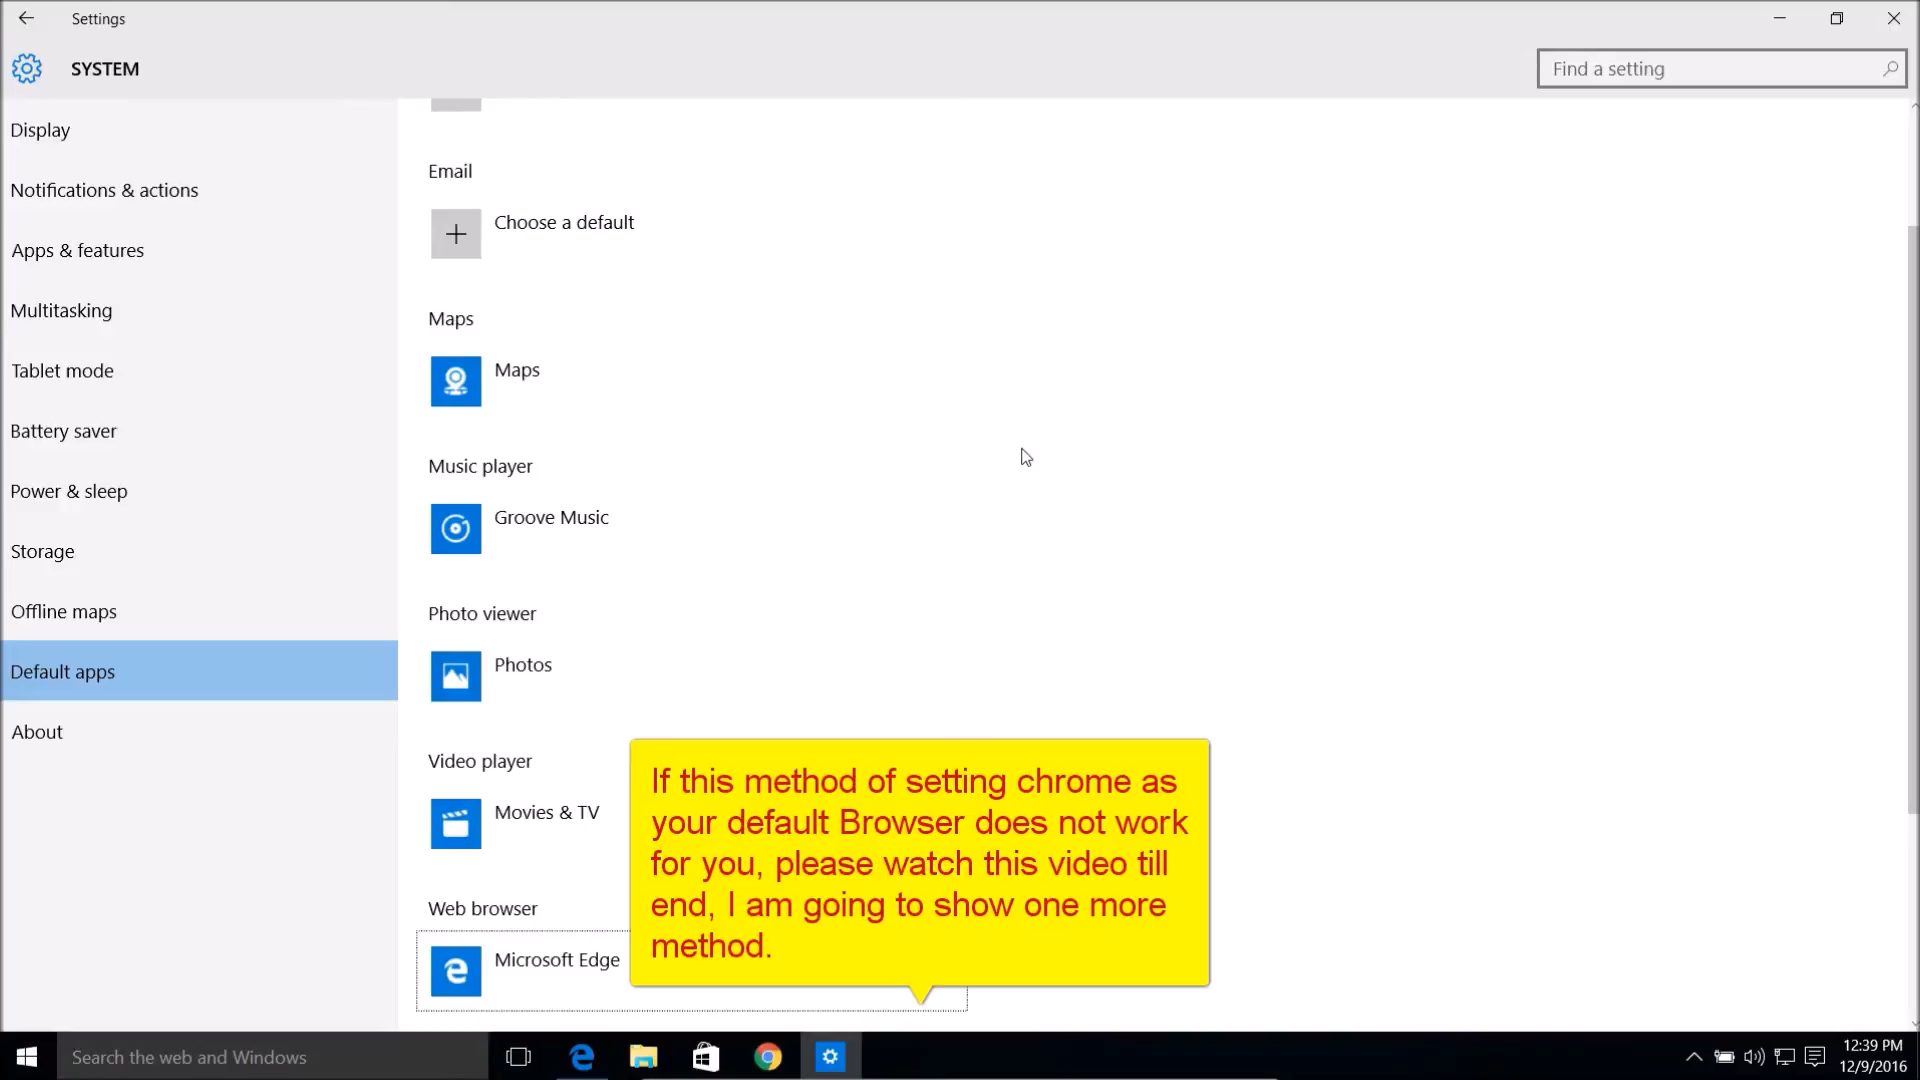 Settings
SYSTEM
Find a setting
Display
Notifications & actions
Apps & features
Multitasking
Tablet mode
Battery saver
Power & sleep
Storage
Offline maps
Default apps
About
Email
Choose a default
Maps
Maps
Music player
Groove Music
Photo viewer
Photos
Video player
Movies & TV
Web browser
Microsoft Edge
If this method of setting chrome as
your default Browser does not work
for you, please watch this video till
end, I am going to show one more
method.
Search the web and Windows
12:39 PM
12/9/2016